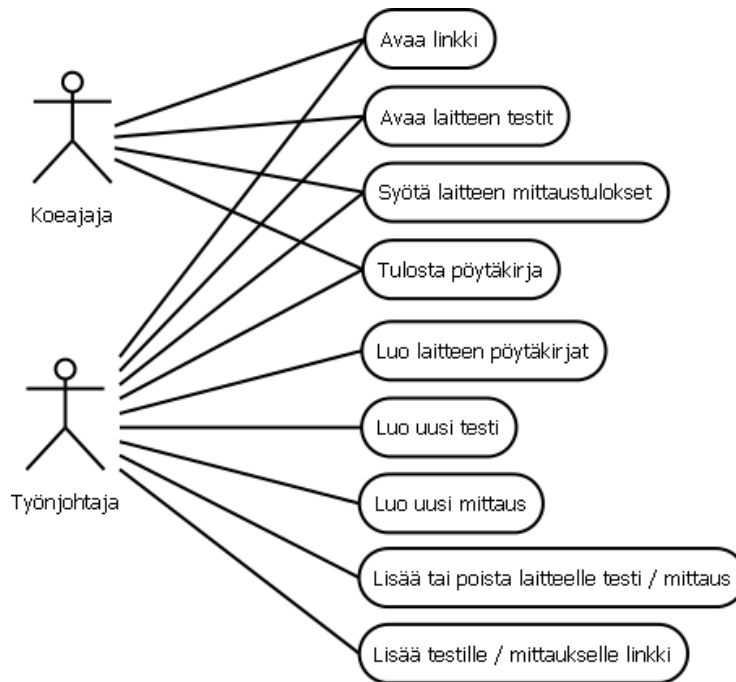 Avaa linkki
Avaa laitteen testit
Syötä laitteen mittaustulokset
Koeajaja
Tulosta pöytäkirja
Luo laitteen pöytäkirjat
Luo uusi testi
Työnjohtaja
Luo uusi mittaus
Lisää tai poista laitteelle testi / mittaus
Lisää testille / mittaukselle linkki